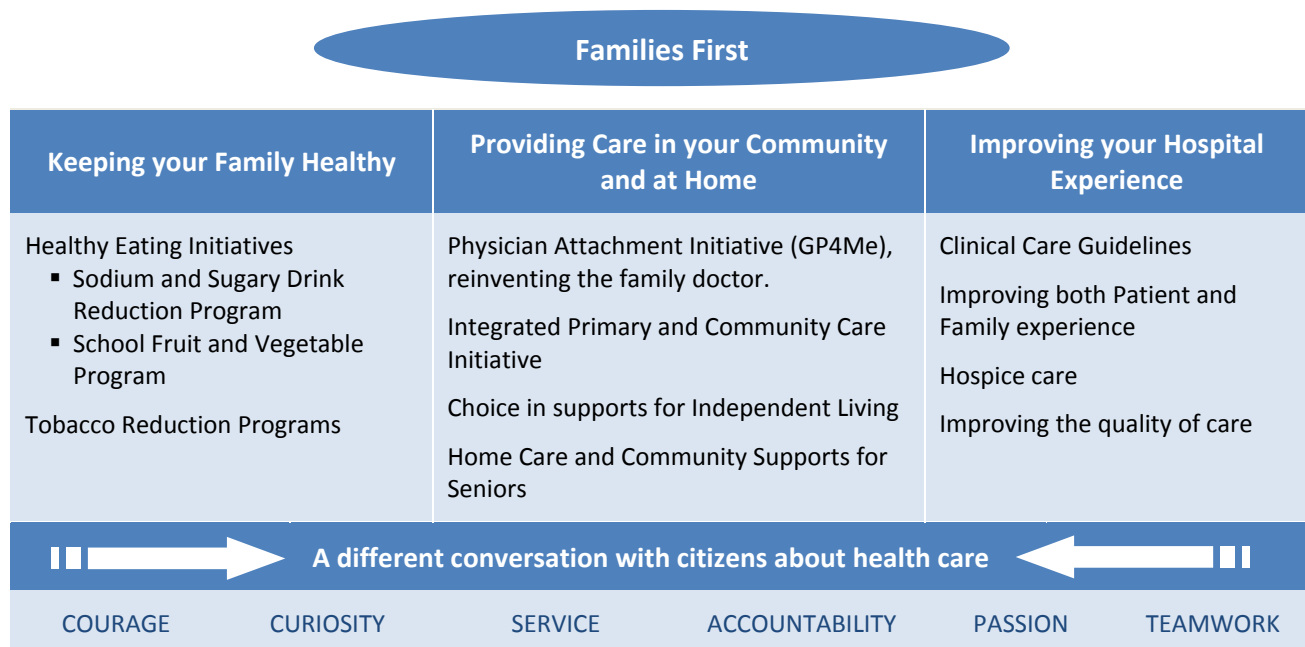 Families First
Keeping your Family Healthy
Providing Care in your Community
and at Home
Improving your Hospital
Experience
Healthy Eating Initiatives
▪ Sodium and Sugary Drink
Reduction Program
▪ School Fruit and Vegetable
Program
Tobacco Reduction Programs
Physician Attachment Initiative (GP4Me),
reinventing the family doctor.
Integrated Primary and Community Care
Initiative
Choice in supports for Independent Living
Home Care and Community Supports for
Seniors
Clinical Care Guidelines
Improving both Patient and
Family experience
Hospice care
Improving the quality of care
A different conversation with citizens about health care
COURAGE CURIOSITY SERVICE ACCOUNTABILITY PASSION TEAMWORK